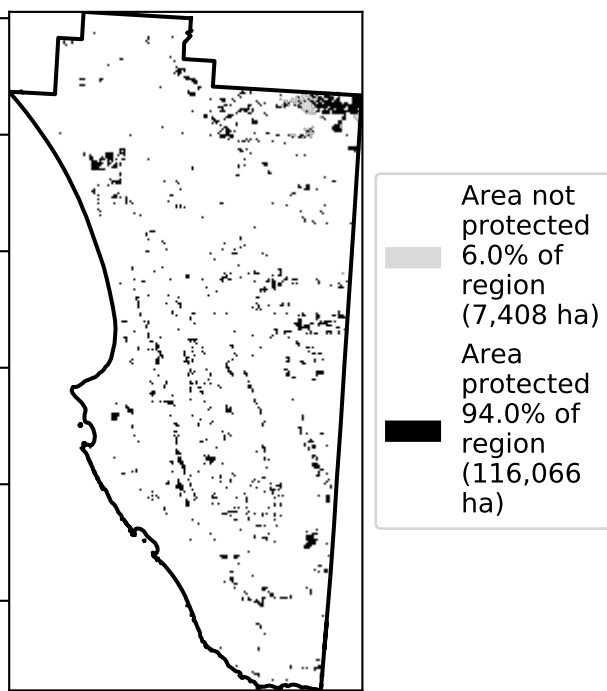 Area not
protected
6.0% of
region
(7,408 ha)
Area
protected
94.0% of
region
(116,066
ha)